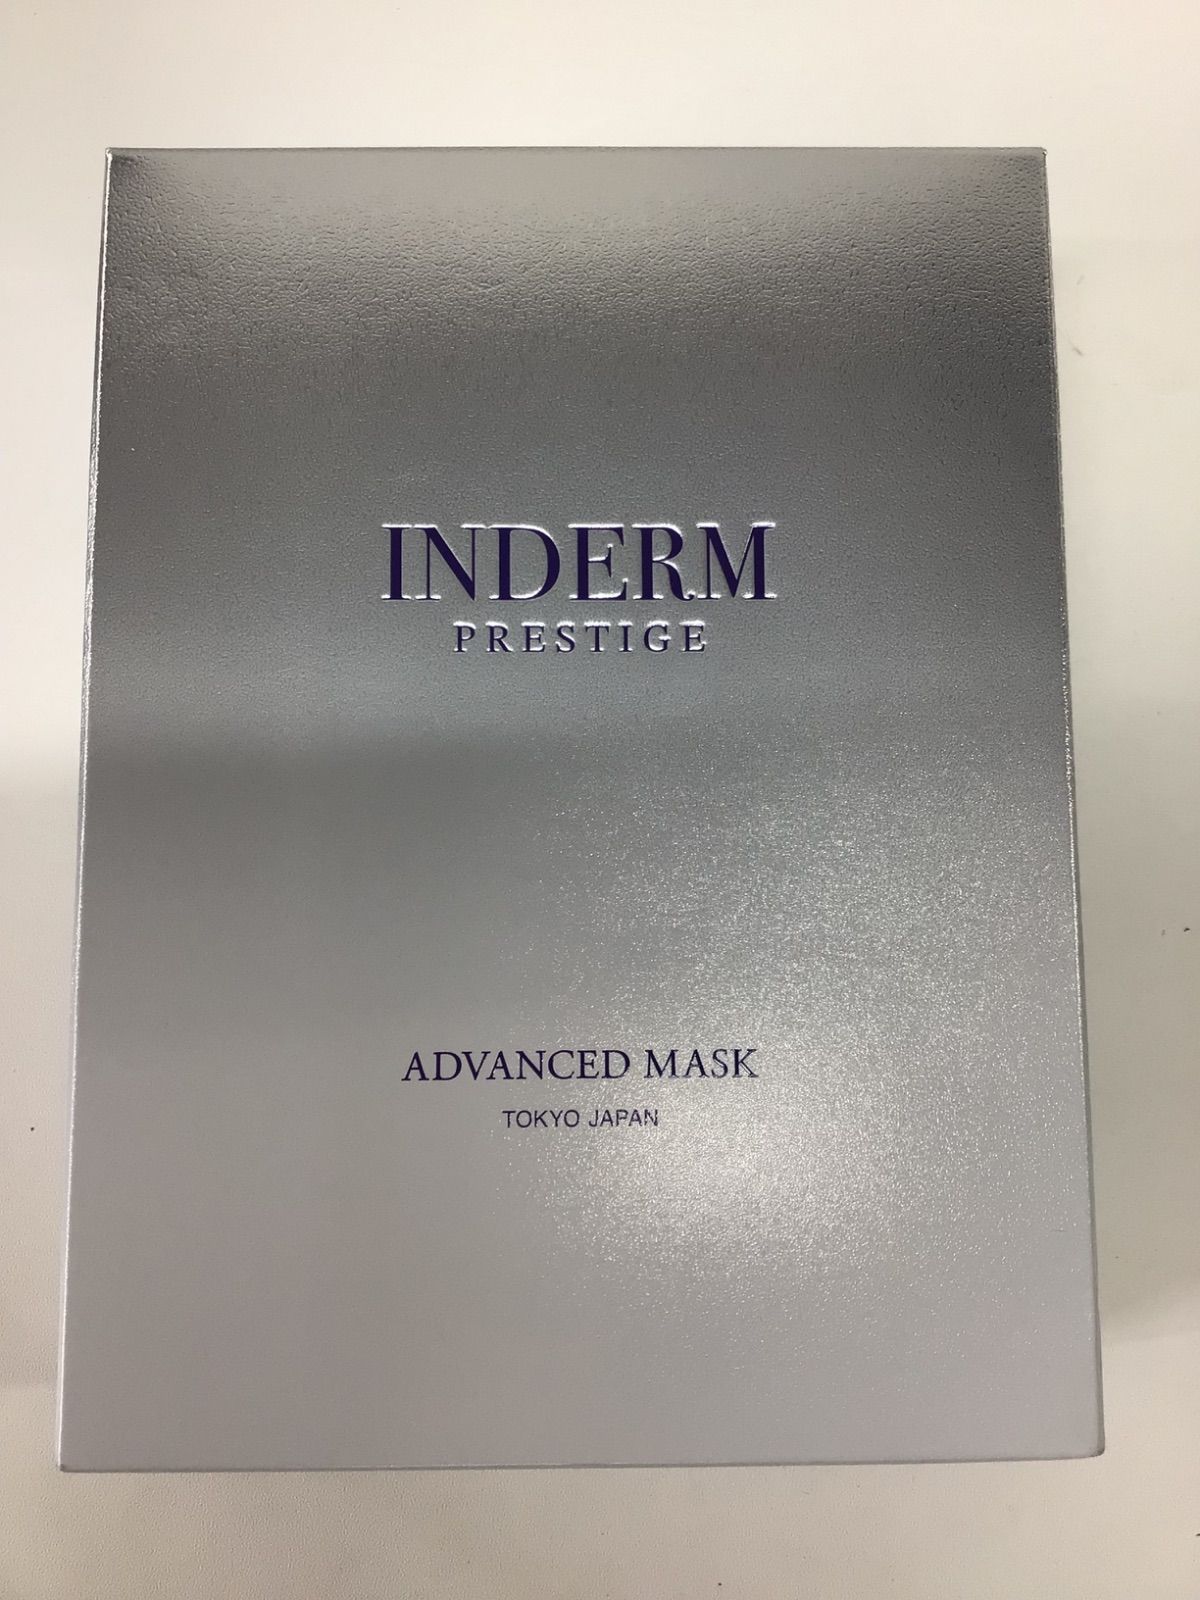 INDERM
PRESTIGE
ADVANCED MASK
TOKYO JAPAN